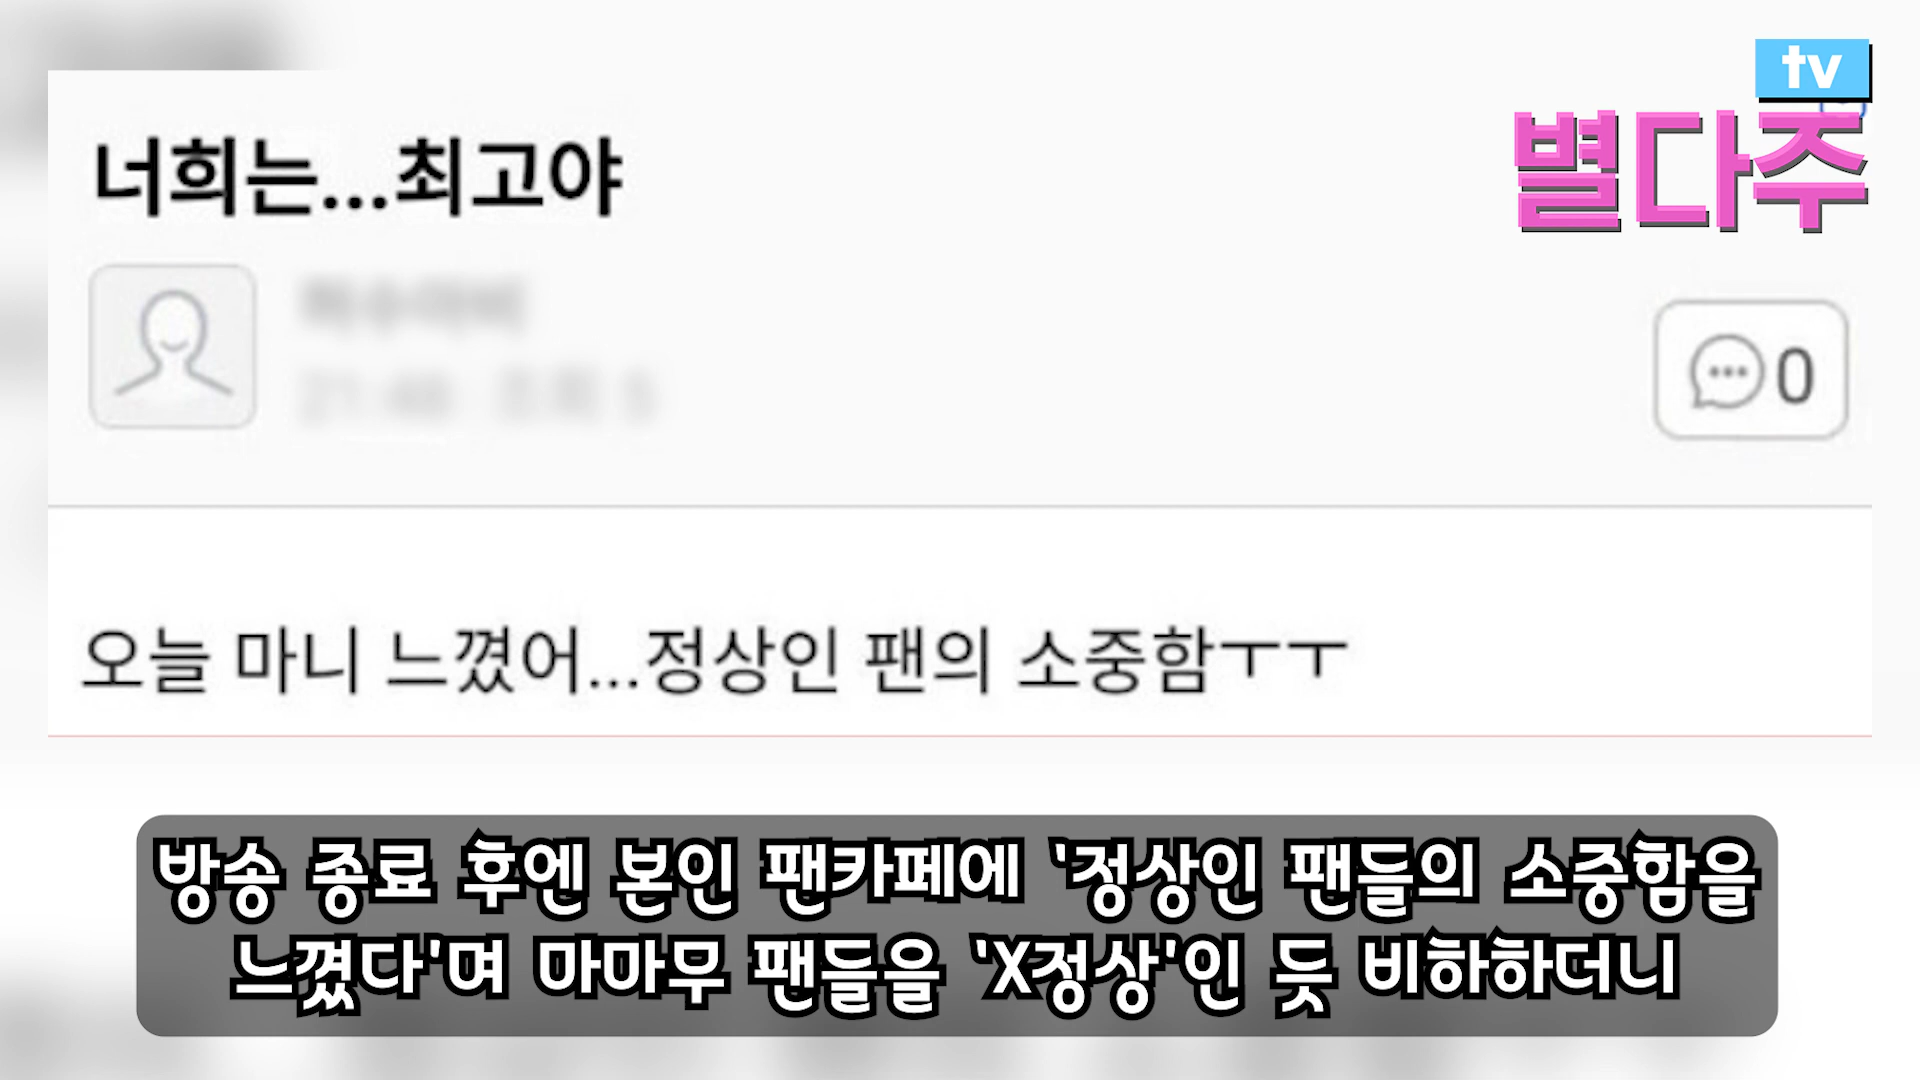 tv
별다주
너희는...최고야
0
오늘 마니 느꼈어...정상인 팬의 소중함ㅜㅜ
방송 종료 후엔 본인 팬카페에 '정상인 팬들의 소중함을
느꼈다'며 마마무 팬들을 'X정상'인 듯 비하하더니